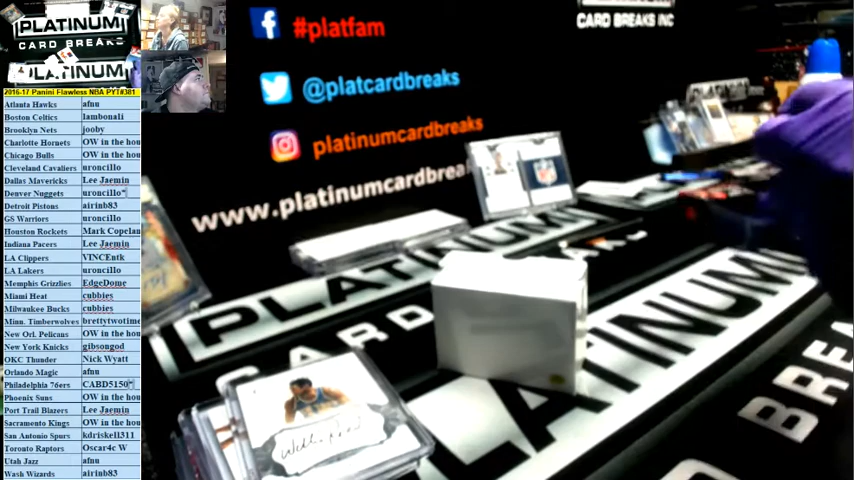 PLATINUM
CARD BREAKS
PLATINUM
2016-17 Panini Flawless NBA PYT#381
Atlanta Hawks afnu
Boston Celtics lambonali
Brooklyn Nets jooby
Charlotte Hornets OW in the hou
Chicago Bulls OW in the hou
Cleveland Cavaliers uroncillo
Dallas Mavericks Lee Jaemin
Denver Nuggets uroncillo*
Detroit Pistons airinb83
GS Warriors uroncillo
Houston Rockets Mark Copelan
Indiana Pacers Lee Jaemin
LA Clippers VINCEntk
LA Lakers uroncillo
Memphis Grizzlies EdgeDome
Miami Heat cubbies
Milwaukee Bucks cubbies
Minn. Timberwolves brettytwotime
New Orl. Pelicans OW in the hou
New York Knicks gibsongod
OKC Thunder Nick Wyatt
Orlando Magic afnu
Philadelphia 76ers CABD5150*
Phoenix Suns OW in the hou
Port Trail Blazers Lee Jaemin
Sacramento Kings OW in the hou
San Antonio Spurs kdriskell311
Toronto Raptors Oscar4c W
Utah Jazz afnu
Wash Wizards airinb83
CARD BREAKS INC
#platfam
@platcardbreaks
platinumcardbreaks
www.platinumcardbrea
NFL
PLATINUM
CARD
PLATINUM
BREA